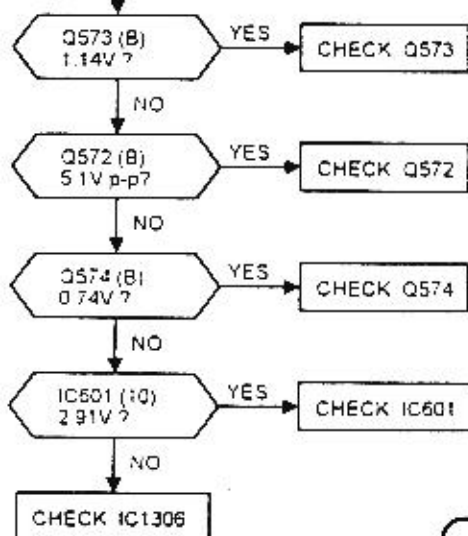 Q573 (B)
1.14V ?
YES
CHECK Q573
NO
Q572 (B)
5.1V p-p?
YES
CHECK Q572
NO
Q574 (B)
0.74V ?
YES
CHECK Q574
NO
IC601 (10)
2.91V ?
YES
CHECK IC601
NO
CHECK IC1306